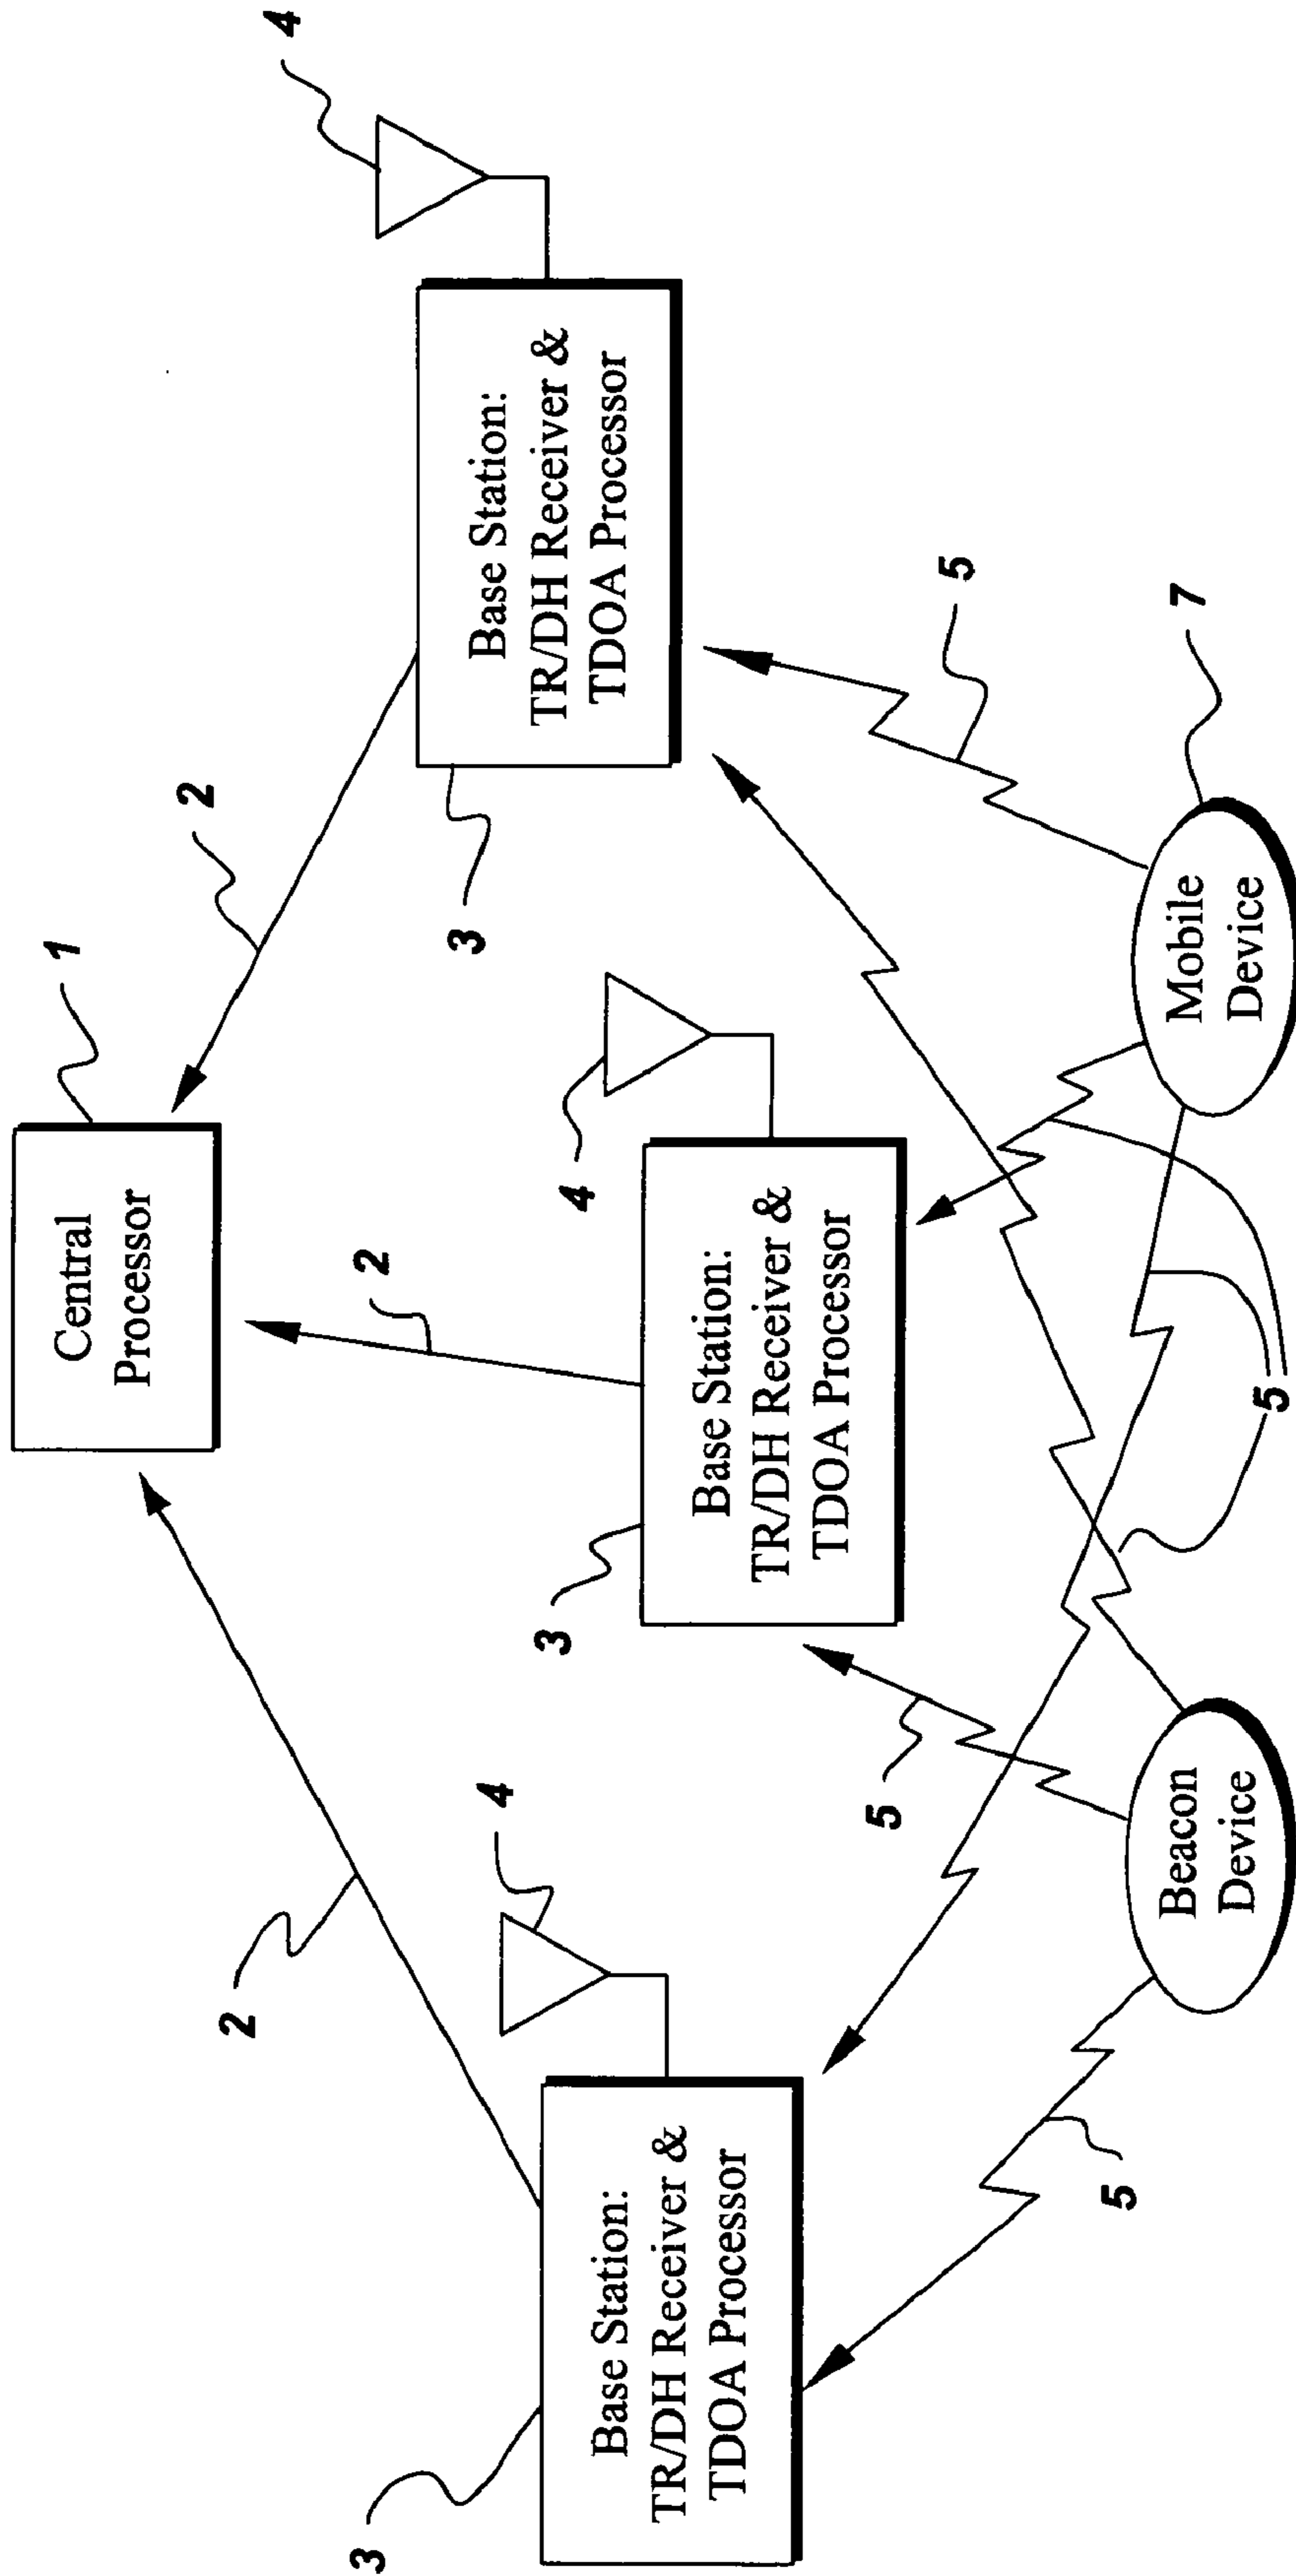 1
Central
Processor
2
2
2
4
4
4
3
Base Station:
TR/DH Receiver &
TDOA Processor
3
Base Station:
TR/DH Receiver &
TDOA Processor
3
Base Station:
TR/DH Receiver &
TDOA Processor
5
5
5
5
Beacon
Device
Mobile
Device
7